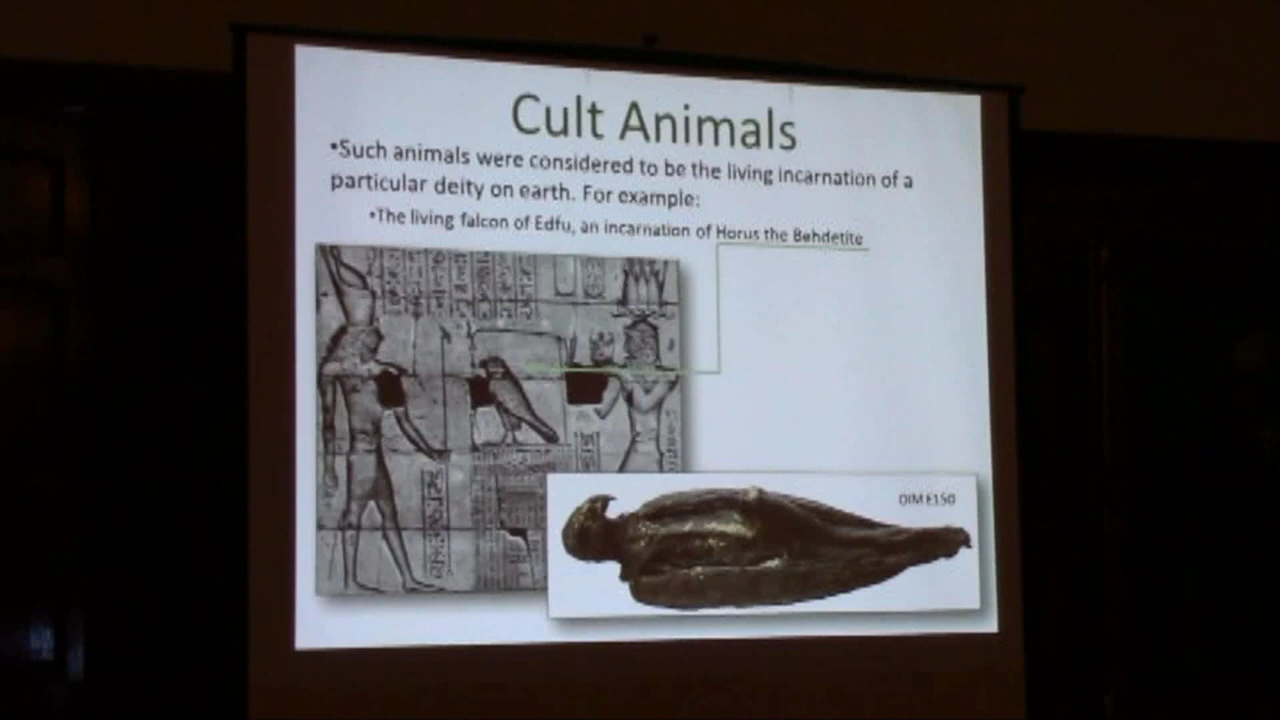 Cult Animals
•Such animals were considered to be the living incarnation of a
particular deity on earth. For example:
•The living falcon of Edfu, an incarnation of Horus the Behdetite
OIM E150